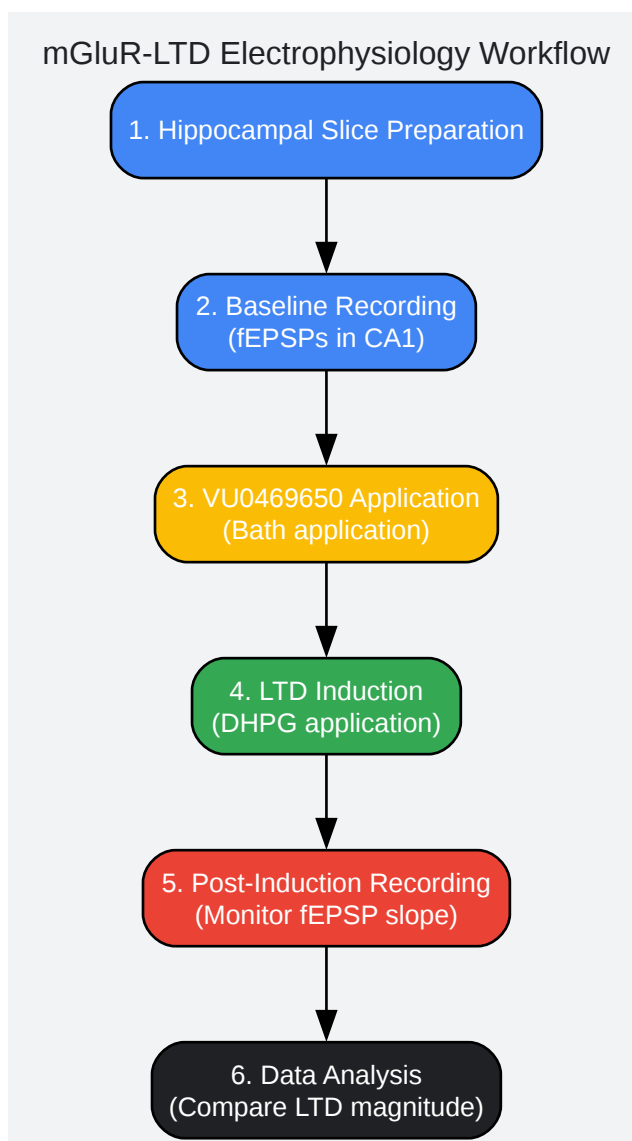 mGluR-LTD Electrophysiology Workflow
1. Hippocampal Slice Preparation
2. Baseline Recording
(fEPSPs in CA1)
3. VU0469650 Application
(Bath application)
4. LTD Induction
(DHPG application)
5. Post-Induction Recording
(Monitor fEPSP slope)
6. Data Analysis
(Compare LTD magnitude)